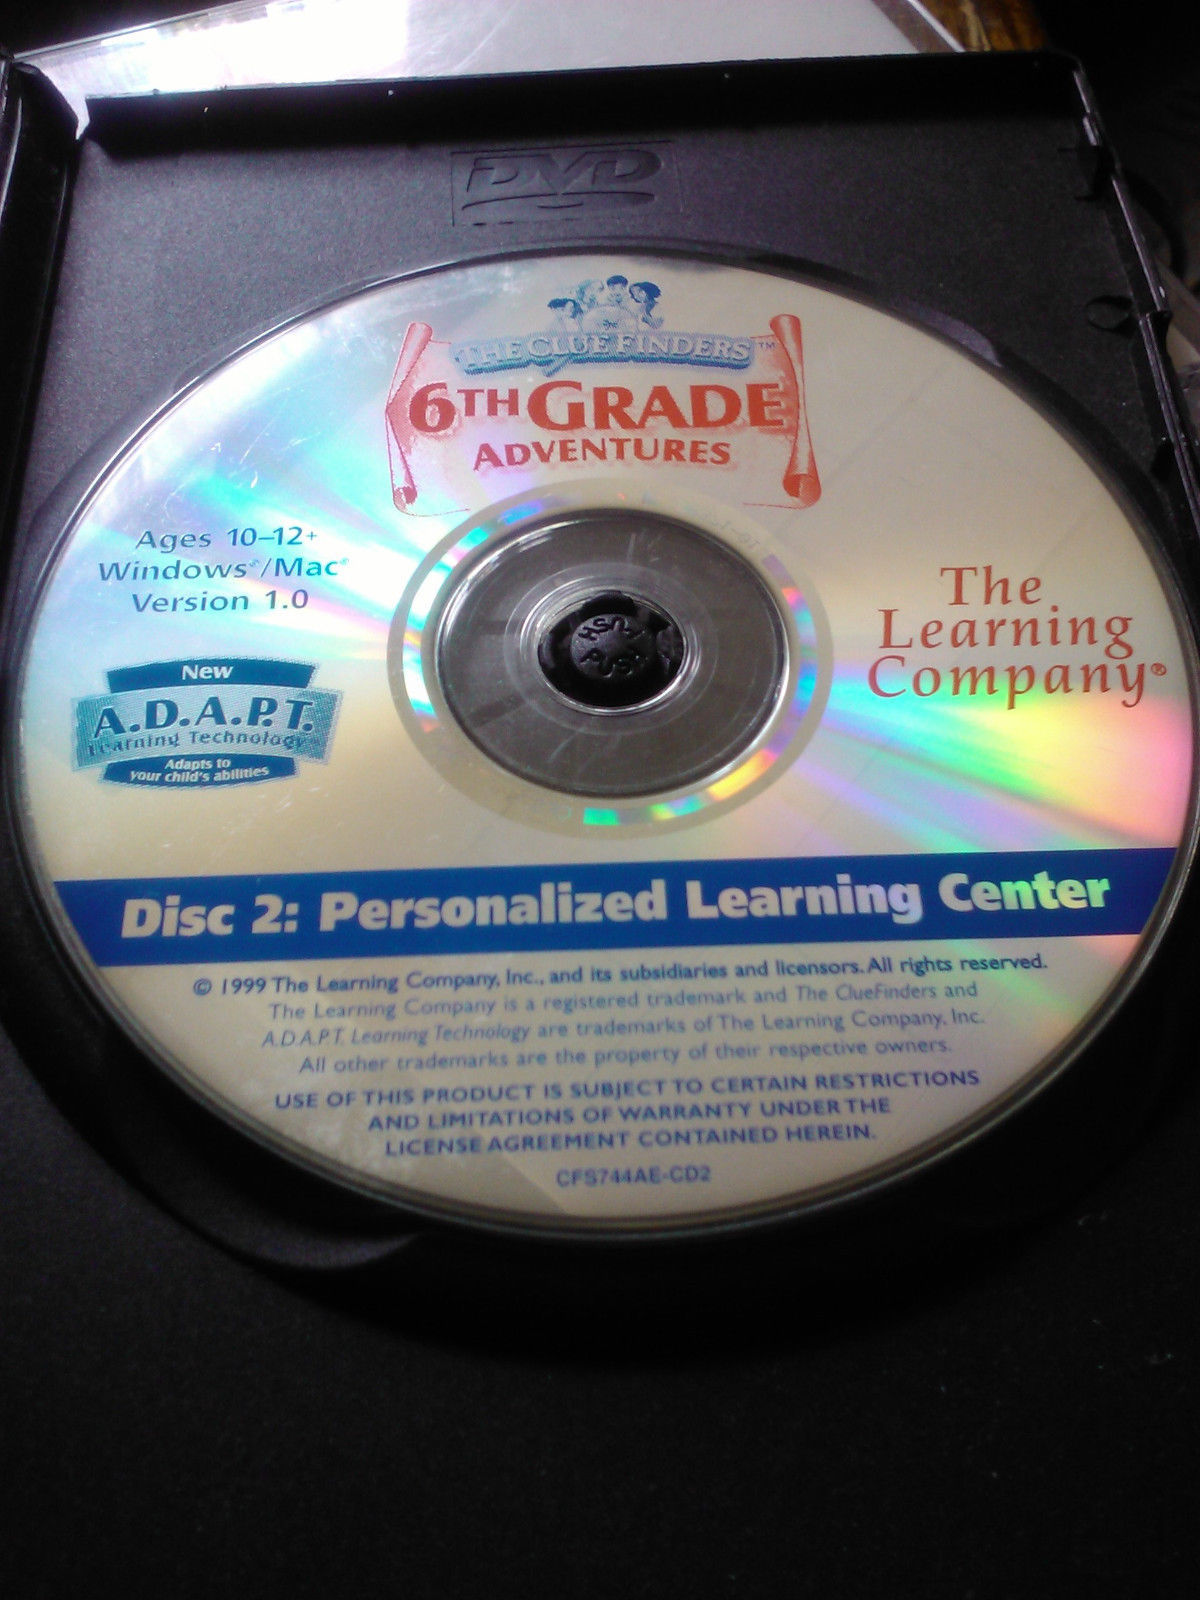 DVD
THE CLUEFINDERS™
6TH GRADE
ADVENTURES
Ages 10–12+
Windows®/Mac®
Version 1.0
New
A.D.A.P.T.
Learning Technology™
Adapts to
your child's abilities
PUSH
PUSH
The
Learning
Company®
Disc 2: Personalized Learning Center
© 1999 The Learning Company, Inc., and its subsidiaries and licensors. All rights reserved.
The Learning Company is a registered trademark and The ClueFinders and
A.D.A.P.T. Learning Technology are trademarks of The Learning Company, Inc.
All other trademarks are the property of their respective owners.
USE OF THIS PRODUCT IS SUBJECT TO CERTAIN RESTRICTIONS
AND LIMITATIONS OF WARRANTY UNDER THE
LICENSE AGREEMENT CONTAINED HEREIN.
CFS744AE-CD2